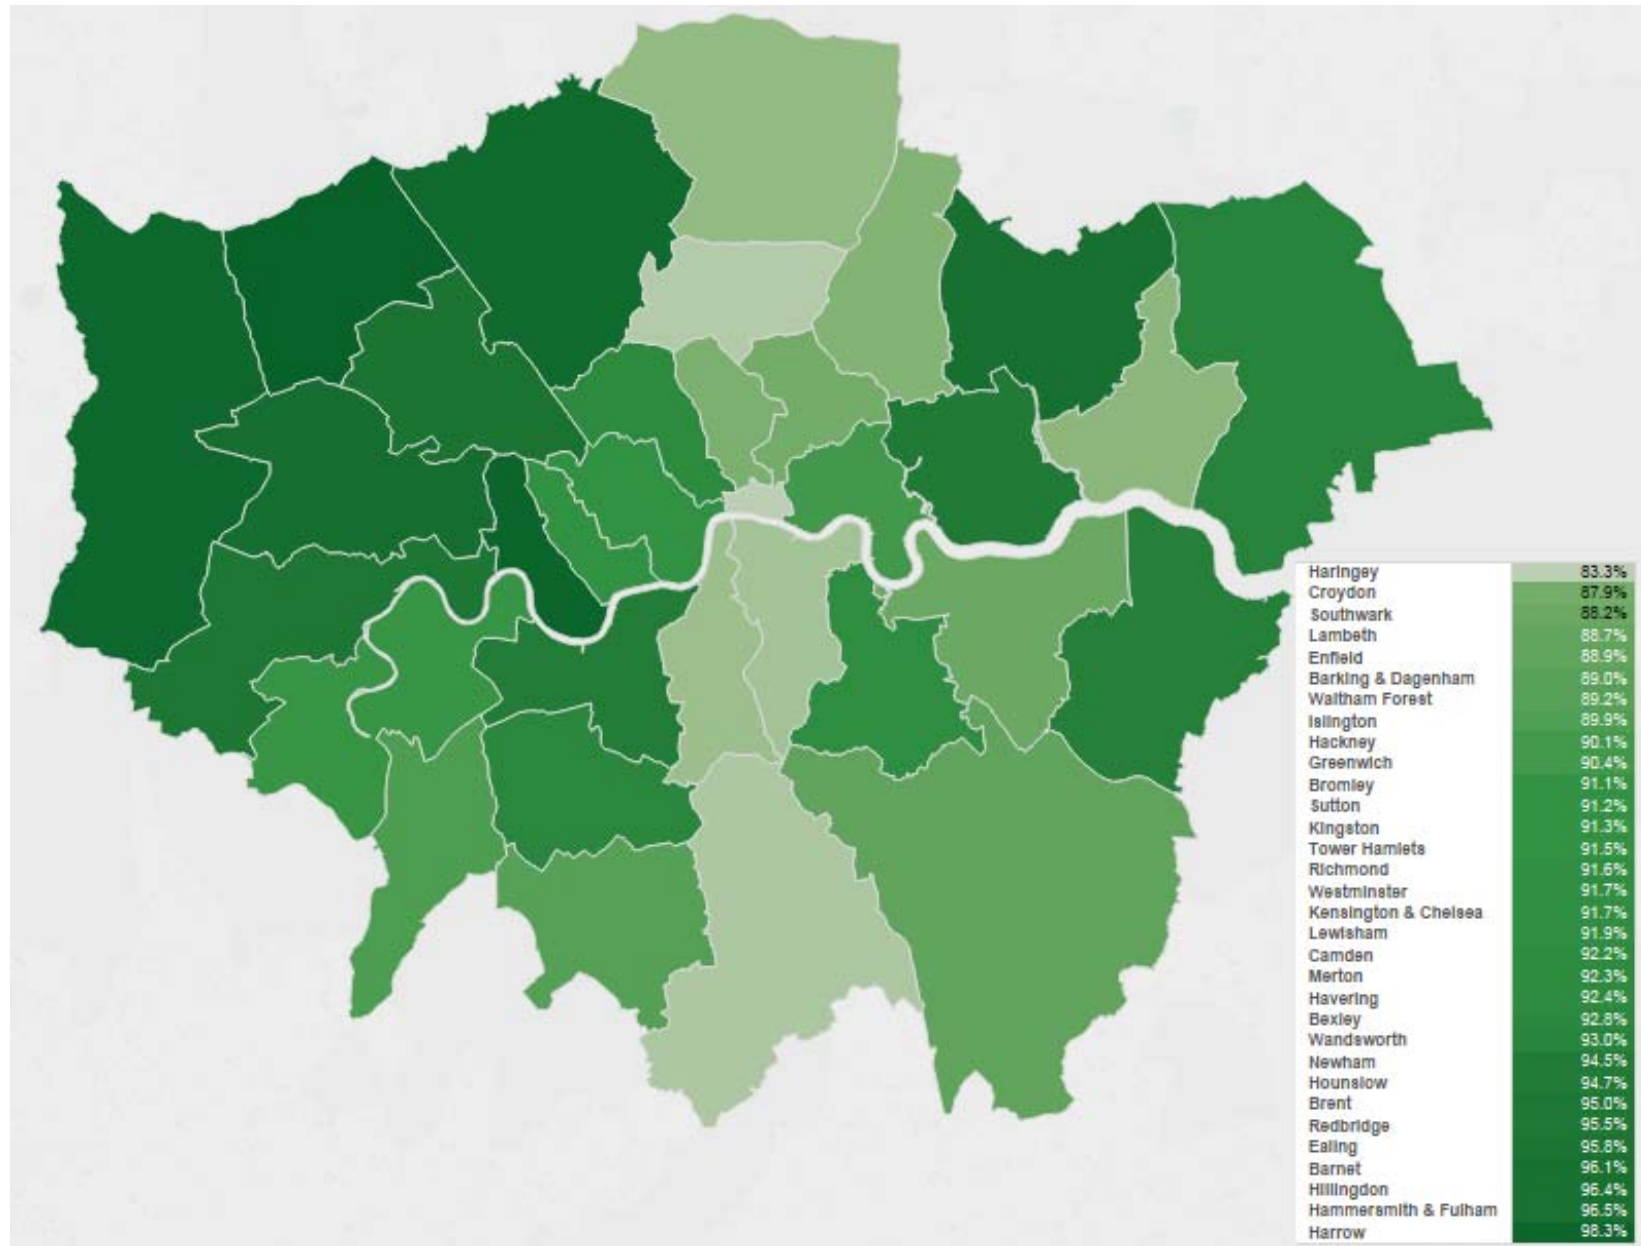 Haringey 83.3%
Croydon 87.9%
Southwark 88.2%
Lambeth 88.7%
Enfield 88.9%
Barking & Dagenham 89.0%
Waltham Forest 89.2%
Islington 89.9%
Hackney 90.1%
Greenwich 90.4%
Bromley 91.1%
Sutton 91.2%
Kingston 91.3%
Tower Hamlets 91.5%
Richmond 91.6%
Westminster 91.7%
Kensington & Chelsea 91.7%
Lewisham 91.9%
Camden 92.2%
Merton 92.3%
Havering 92.4%
Bexley 92.8%
Wandsworth 93.0%
Newham 94.5%
Hounslow 94.7%
Brent 95.0%
Redbridge 95.5%
Ealing 95.8%
Barnet 96.1%
Hillingdon 96.4%
Hammersmith & Fulham 96.5%
Harrow 98.3%